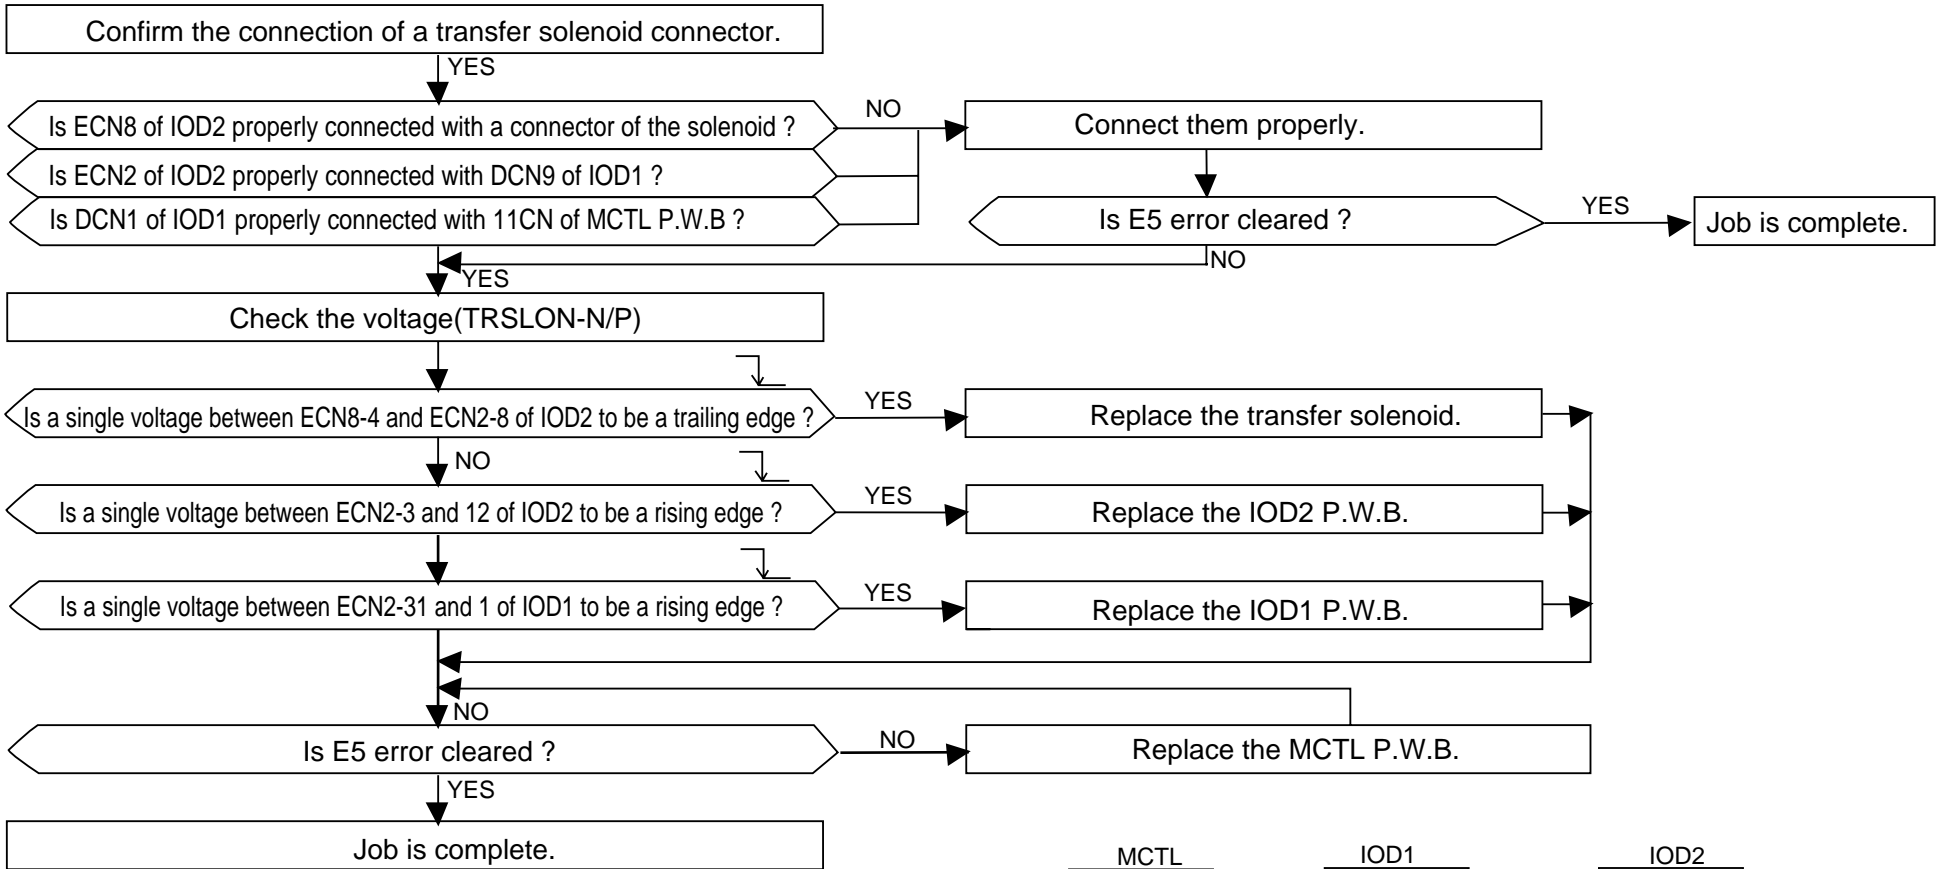 Confirm the connection of a transfer solenoid connector.
YES
Is ECN8 of IOD2 properly connected with a connector of the solenoid ?
NO
Connect them properly.
Is ECN2 of IOD2 properly connected with DCN9 of IOD1 ?
Is DCN1 of IOD1 properly connected with 11CN of MCTL P.W.B ?
Is E5 error cleared ?
YES
Job is complete.
NO
YES
Check the voltage(TRSLON-N/P)
Is a single voltage between ECN8-4 and ECN2-8 of IOD2 to be a trailing edge ?
YES
Replace the transfer solenoid.
NO
Is a single voltage between ECN2-3 and 12 of IOD2 to be a rising edge ?
YES
Replace the IOD2 P.W.B.
Is a single voltage between ECN2-31 and 1 of IOD1 to be a rising edge ?
YES
Replace the IOD1 P.W.B.
NO
Is E5 error cleared ?
NO
Replace the MCTL P.W.B.
YES
Job is complete.
MCTL
IOD1
IOD2